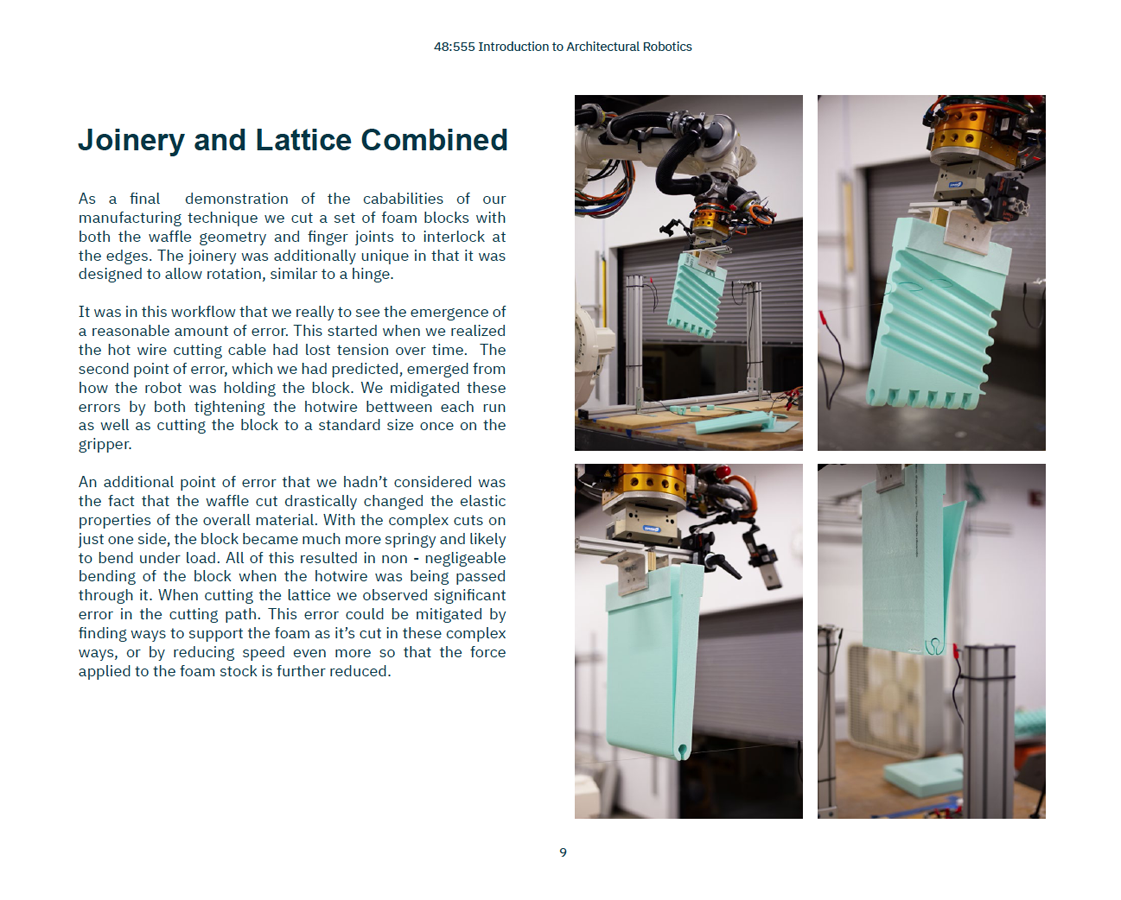 48:555 Introduction to Architectural Robotics
Joinery and Lattice Combined
As a final demonstration of the cababilities of our
manufacturing technique we cut a set of foam blocks with
both the waffle geometry and finger joints to interlock at
the edges. The joinery was additionally unique in that it was
designed to allow rotation, similar to a hinge.
It was in this workflow that we really to see the emergence of
a reasonable amount of error. This started when we realized
the hot wire cutting cable had lost tension over time. The
second point of error, which we had predicted, emerged from
how the robot was holding the block. We midigated these
errors by both tightening the hotwire bettween each run
as well as cutting the block to a standard size once on the
gripper.
An additional point of error that we hadn't considered was
the fact that the waffle cut drastically changed the elastic
properties of the overall material. With the complex cuts on
just one side, the block became much more springy and likely
to bend under load. All of this resulted in non - negligeable
bending of the block when the hotwire was being passed
through it. When cutting the lattice we observed significant
error in the cutting path. This error could be mitigated by
finding ways to support the foam as it's cut in these complex
ways, or by reducing speed even more so that the force
applied to the foam stock is further reduced.
9